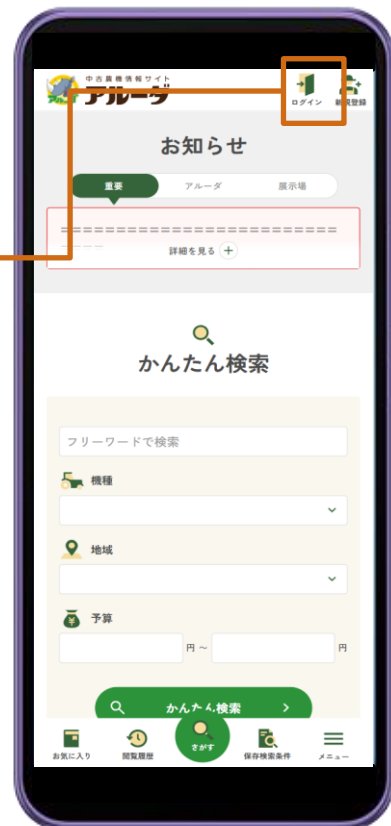 中古農機情報サイト
アルーダ
ログイン
新規登録
お知らせ
重要 アルーダ 展示場
=========================
詳細を見る +
かんたん検索
フリーワードで検索
機種
地域
予算
円 ~ 円
かんたん検索
お気に入り 閲覧履歴 さがす 保存検索条件 メニュー